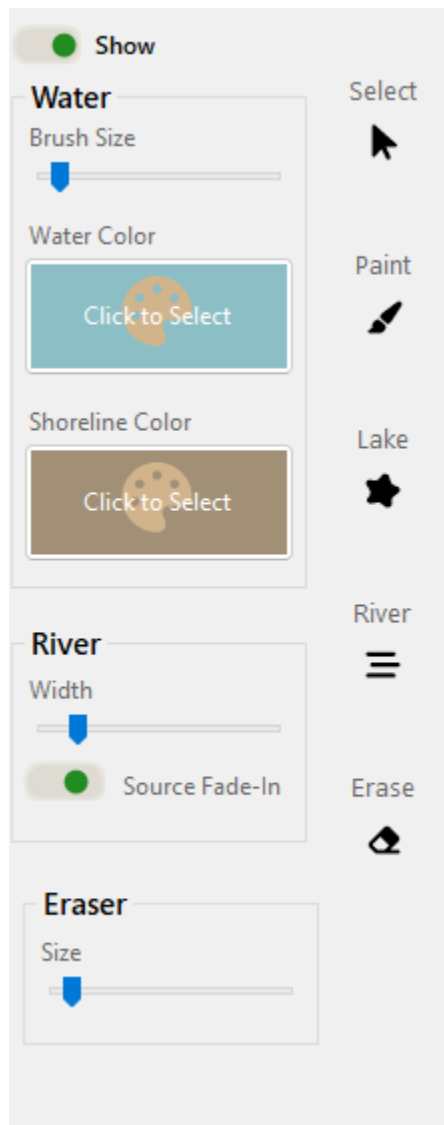 Show
Water
Brush Size
Water Color
Click to Select
Shoreline Color
Click to Select
River
Width
Source Fade-In
Eraser
Size
Select
Paint
Lake
River
Erase